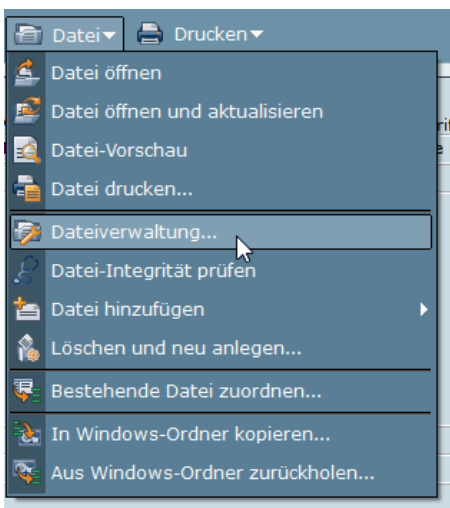 Datei Drucken
Datei öffnen
Datei öffnen und aktualisieren
Datei-Vorschau
Datei drucken...
Dateiverwaltung...
Datei-Integrität prüfen
Datei hinzufügen
Löschen und neu anlegen...
Bestehende Datei zuordnen...
In Windows-Ordner kopieren...
Aus Windows-Ordner zurückholen...